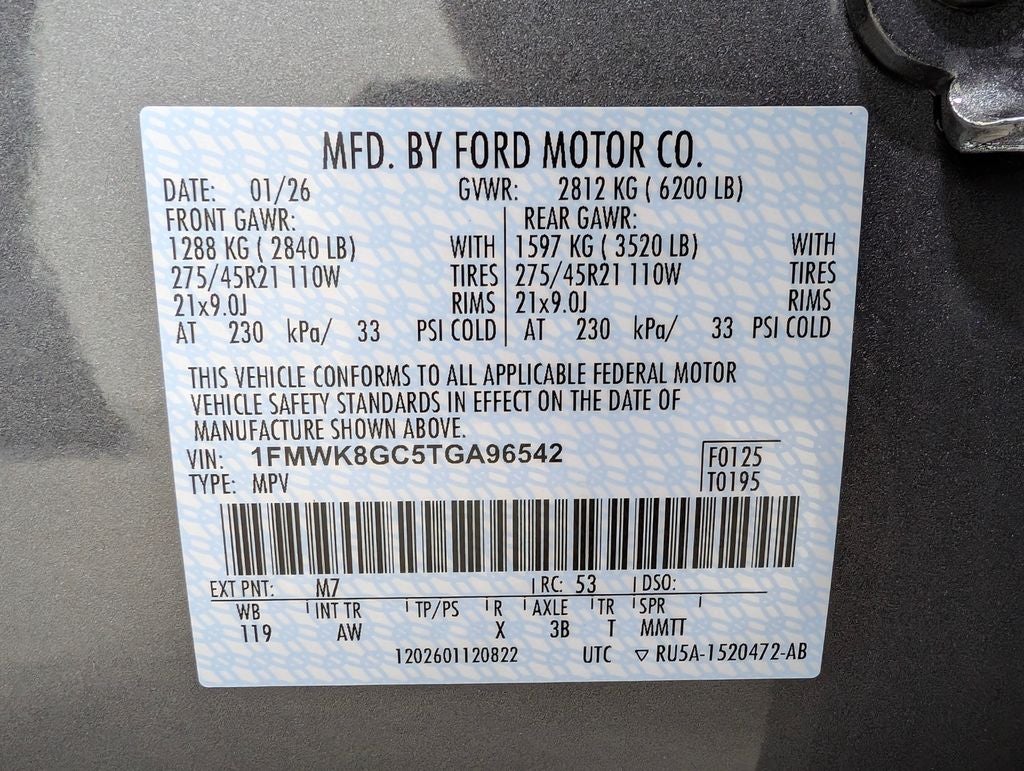 MFD. BY FORD MOTOR CO.
DATE: 01/26 GVWR: 2812 KG ( 6200 LB)
FRONT GAWR: REAR GAWR:
1288 KG ( 2840 LB) WITH 1597 KG ( 3520 LB) WITH
275/45R21 110W TIRES 275/45R21 110W TIRES
21x9.0J RIMS 21x9.0J RIMS
AT 230 kPa/ 33 PSI COLD AT 230 kPa/ 33 PSI COLD
THIS VEHICLE CONFORMS TO ALL APPLICABLE FEDERAL MOTOR
VEHICLE SAFETY STANDARDS IN EFFECT ON THE DATE OF
MANUFACTURE SHOWN ABOVE.
VIN: 1FMWK8GC5TGA96542 F0125
TYPE: MPV T0195
EXT PNT: M7 RC: 53 DSO:
WB INT TR TP/PS R AXLE TR SPR
119 AW X 3B T MMTT
1202601120822 UTC ▽ RU5A-1520472-AB